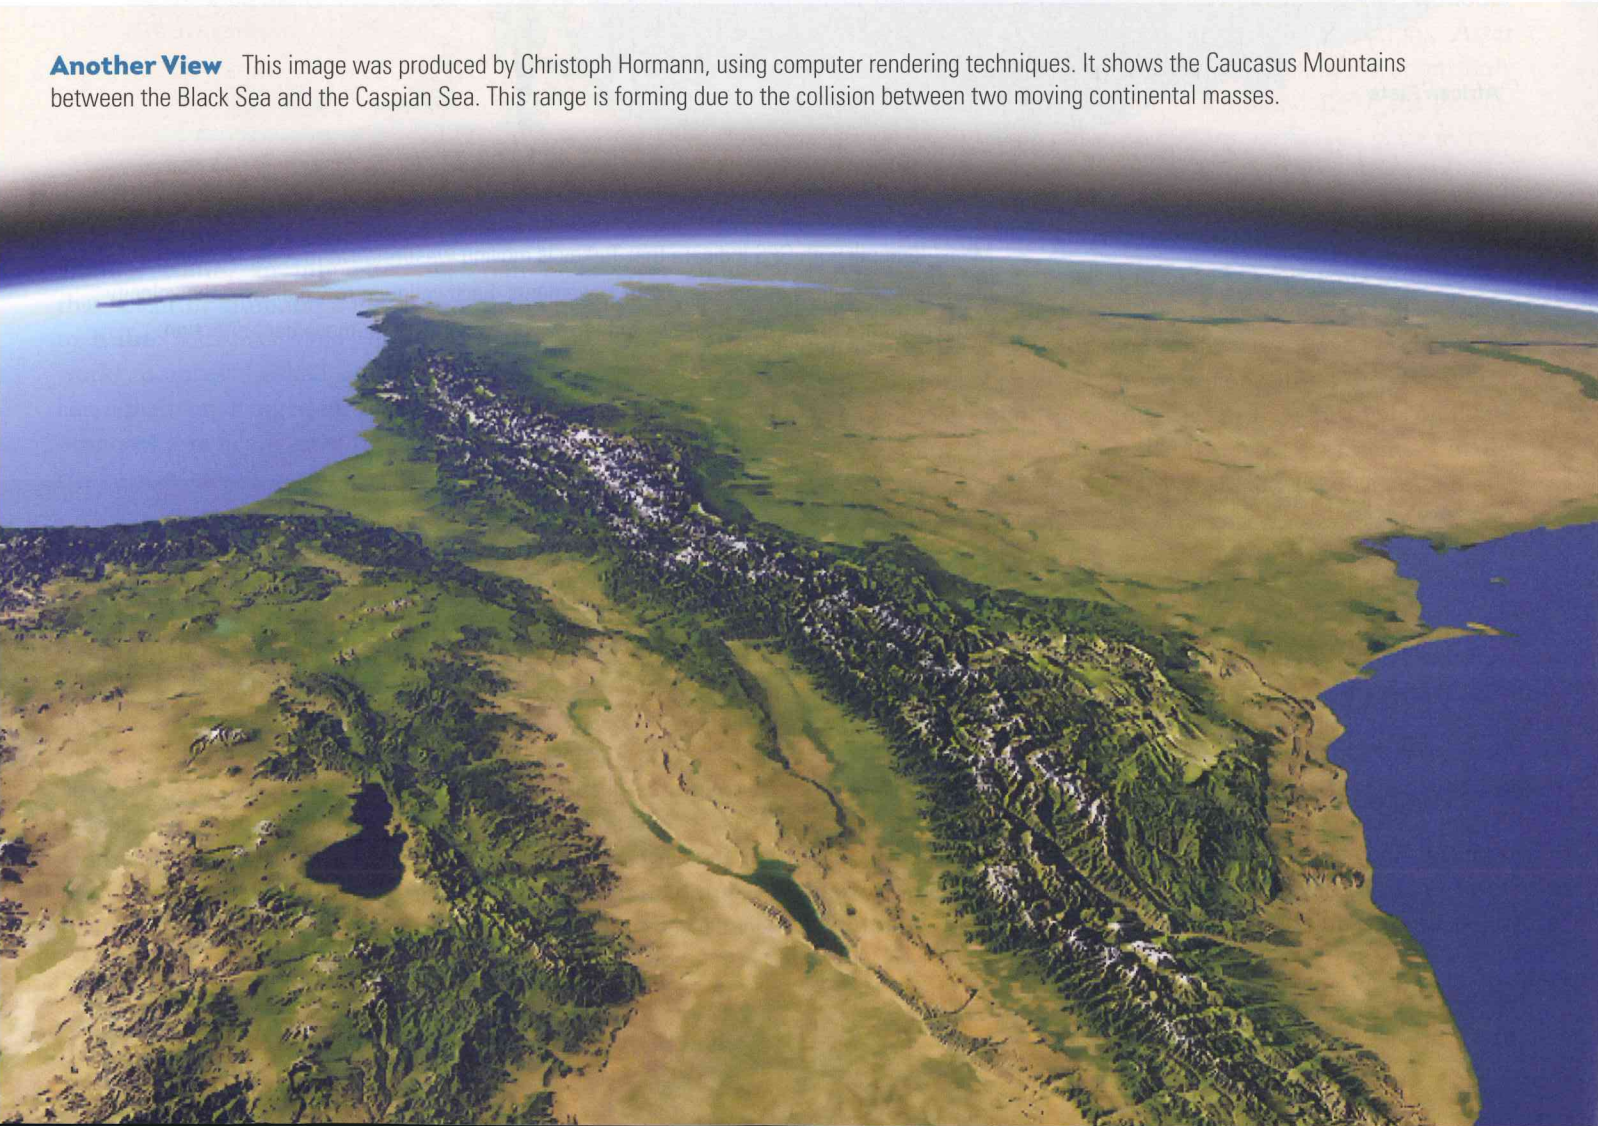 Another View This image was produced by Christoph Hormann, using computer rendering techniques. It shows the Caucasus Mountains
between the Black Sea and the Caspian Sea. This range is forming due to the collision between two moving continental masses.